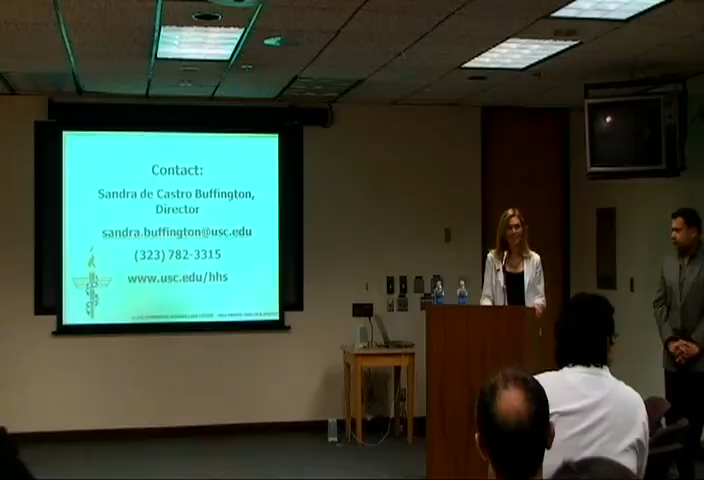 Contact:
Sandra de Castro Buffington,
Director
sandra.buffington@usc.edu
(323) 782-3315
www.usc.edu/hhs